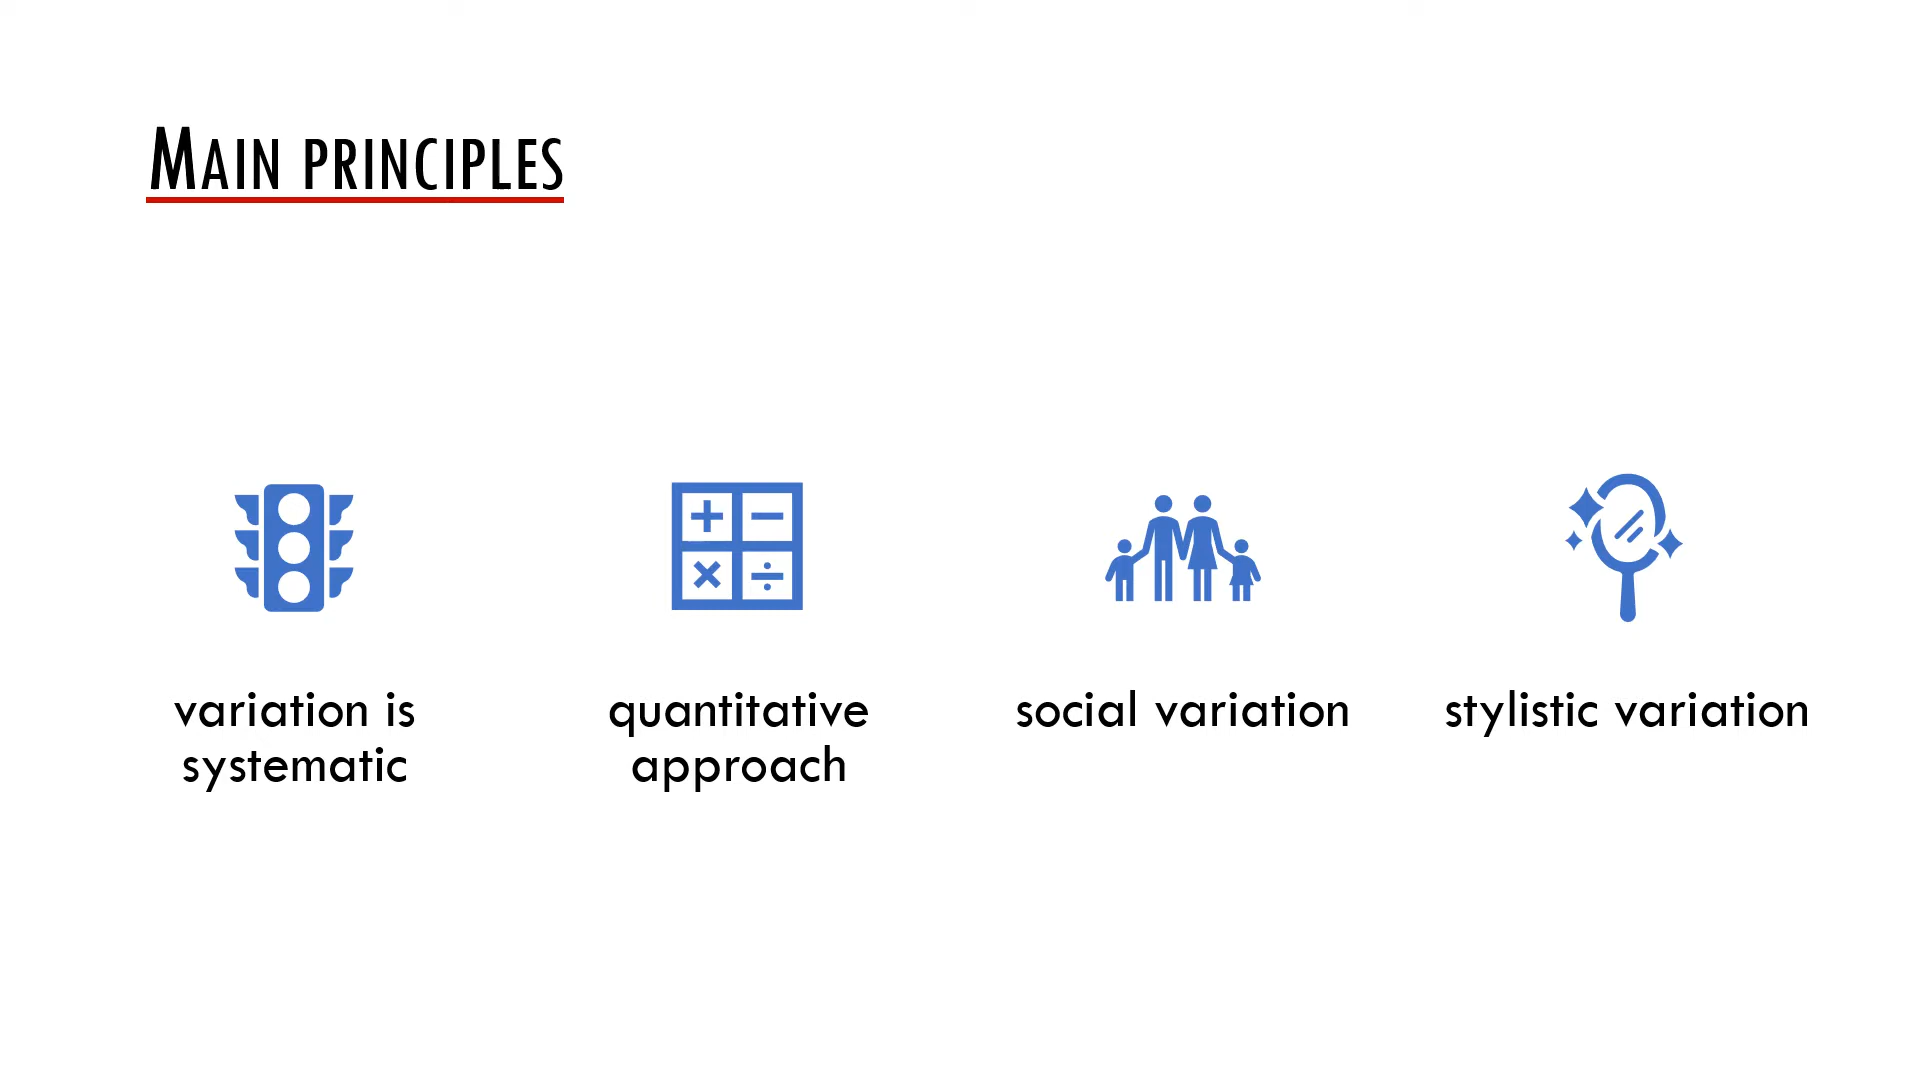 Main principles
variation is
systematic
quantitative
approach
social variation
stylistic variation